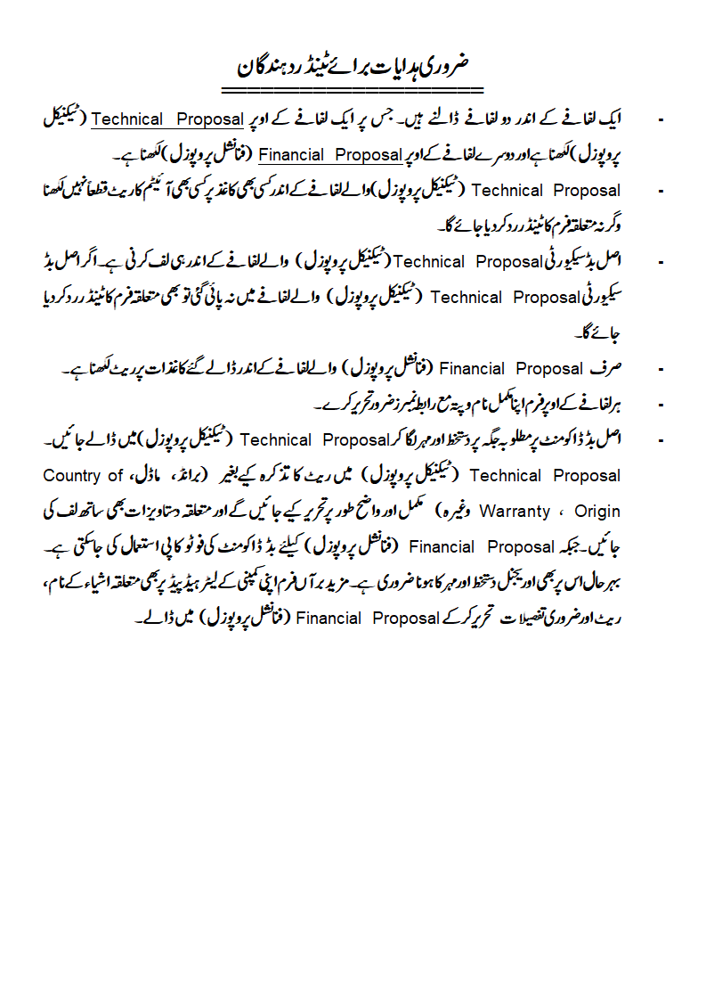 ضروری ہدایات برائے ٹینڈر دہندگان
- ایک لفافے کے اندر دو لفافے ڈالنے ہیں۔ جس پر ایک لفافے کے اوپر Technical Proposal (ٹیکنیکل
پروپوزل) لکھنا ہے اور دوسرے لفافے کے اوپر Financial Proposal (فنانشل پروپوزل) لکھنا ہے۔
- Technical Proposal (ٹیکنیکل پروپوزل) والے لفافے کے اندر کسی بھی کاغذ پر کسی بھی آئیٹم کا ریٹ قطعاً نہیں لکھنا
وگرنہ متعلقہ فرم کا ٹینڈر رد کر دیا جائے گا۔
- اصل بڈ سیکیورٹی Technical Proposal (ٹیکنیکل پروپوزل) والے لفافے کے اندر ہی لف کرنی ہے۔ اگر اصل بڈ
سیکیورٹی Technical Proposal (ٹیکنیکل پروپوزل) والے لفافے میں نہ پائی گئی تو بھی متعلقہ فرم کا ٹینڈر رد کر دیا
جائے گا۔
- صرف Financial Proposal (فنانشل پروپوزل) والے لفافے کے اندر ڈالے گئے کاغذات پر ریٹ لکھنا ہے۔
- ہر لفافے کے اوپر فرم اپنا مکمل نام و پتہ مع رابطہ نمبرز ضرور تحریر کرے۔
- اصل بڈ ڈاکومنٹ پر مطلوبہ جگہ پر دستخط اور مہر لگا کر Technical Proposal (ٹیکنیکل پروپوزل) میں ڈالے جائیں۔
Technical Proposal (ٹیکنیکل پروپوزل) میں ریٹ کا تذکرہ کیے بغیر (برانڈ، ماڈل، Country of
Origin ، Warranty وغیرہ) مکمل اور واضح طور پر تحریر کیے جائیں گے اور متعلقہ دستاویزات بھی ساتھ لف کی
جائیں۔ جبکہ Financial Proposal (فنانشل پروپوزل) کیلئے بڈ ڈاکومنٹ کی فوٹو کاپی استعمال کی جاسکتی ہے۔
بہرحال اس پر بھی اوریجنل دستخط اور مہر کا ہونا ضروری ہے۔ مزید برآں فرم اپنی کمپنی کے لیٹر ہیڈ پیڈ پر بھی متعلقہ اشیاء کے نام،
ریٹ اور ضروری تفصیلات تحریر کر کے Financial Proposal (فنانشل پروپوزل) میں ڈالے۔